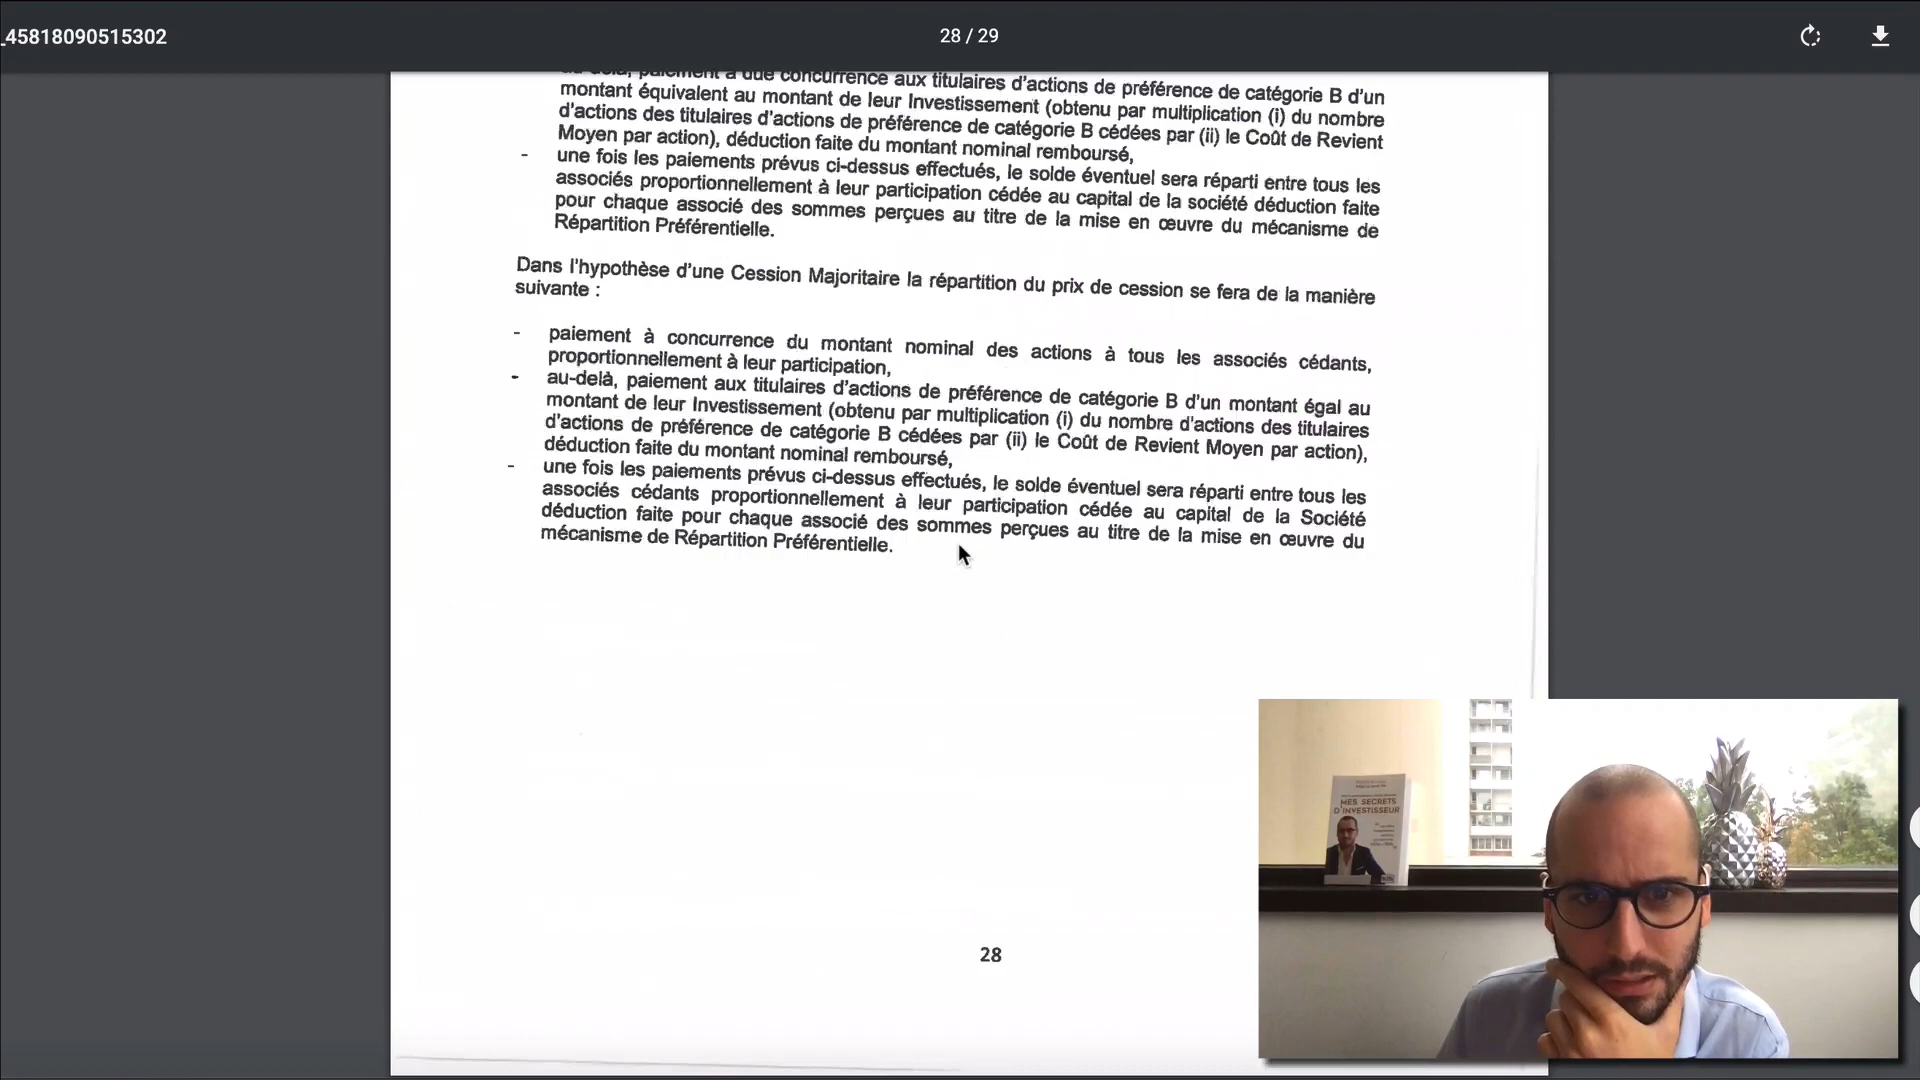 _45818090515302
28 / 29
au-delà, paiement à due concurrence aux titulaires d'actions de préférence de catégorie B d'un
montant équivalent au montant de leur Investissement (obtenu par multiplication (i) du nombre
d'actions des titulaires d'actions de préférence de catégorie B cédées par (ii) le Coût de Revient
Moyen par action), déduction faite du montant nominal remboursé,
- une fois les paiements prévus ci-dessus effectués, le solde éventuel sera réparti entre tous les
associés proportionnellement à leur participation cédée au capital de la société déduction faite
pour chaque associé des sommes perçues au titre de la mise en œuvre du mécanisme de
Répartition Préférentielle.
Dans l'hypothèse d'une Cession Majoritaire la répartition du prix de cession se fera de la manière
suivante :
- paiement à concurrence du montant nominal des actions à tous les associés cédants,
proportionnellement à leur participation,
- au-delà, paiement aux titulaires d'actions de préférence de catégorie B d'un montant égal au
montant de leur Investissement (obtenu par multiplication (i) du nombre d'actions des titulaires
d'actions de préférence de catégorie B cédées par (ii) le Coût de Revient Moyen par action),
déduction faite du montant nominal remboursé,
- une fois les paiements prévus ci-dessus effectués, le solde éventuel sera réparti entre tous les
associés cédants proportionnellement à leur participation cédée au capital de la Société
déduction faite pour chaque associé des sommes perçues au titre de la mise en œuvre du
mécanisme de Répartition Préférentielle.
28
MES SECRETS
D'INVESTISSEUR